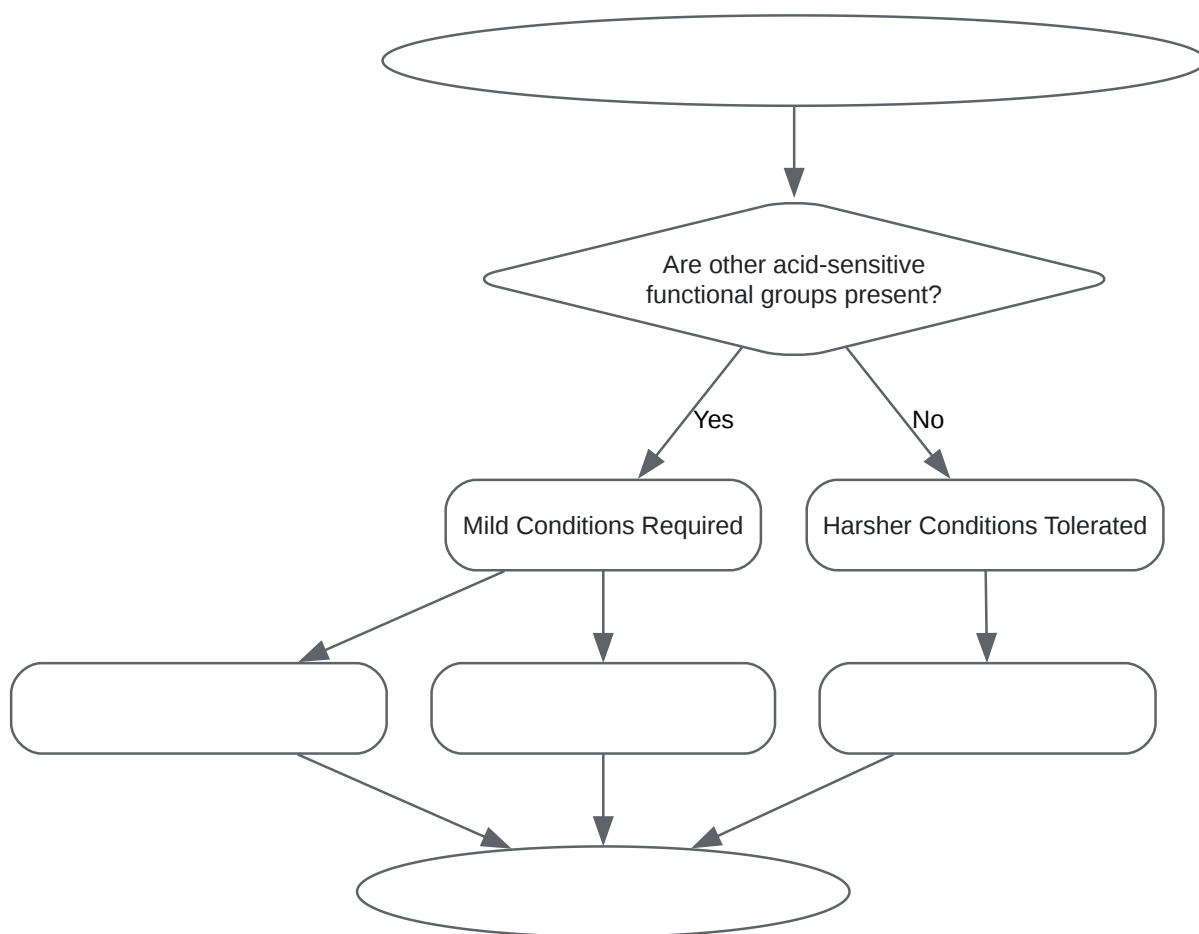 Are other acid-sensitive
functional groups present?
Yes
No
Mild Conditions Required
Harsher Conditions Tolerated